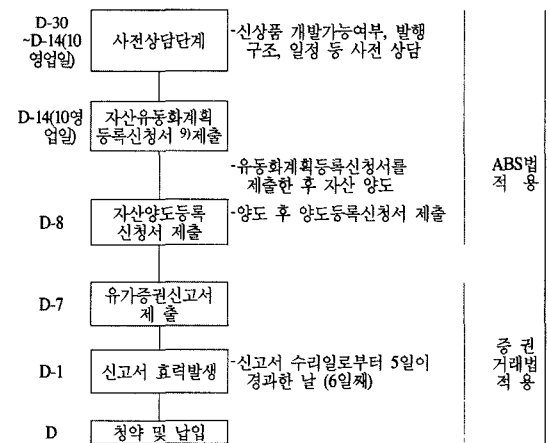 D-30
~D-14(10
영업일)
사전상담단계
-신상품 개발가능여부, 발행
구조, 일정 등 사전 상담
D-14(10영
업일)
자산유동화계획
등록신청서 9)제출
-유동화계획등록신청서를
제출한 후 자산 양도
ABS법
적 용
D-8
자산양도등록
신청서 제출
-양도 후 양도등록신청서 제출
D-7
유가증권신고서
제 출
D-1
신고서 효력발생
-신고서 수리일로부터 5일이
경과한 날 (6일째)
증 권
거래법
적 용
D
청약 및 납입